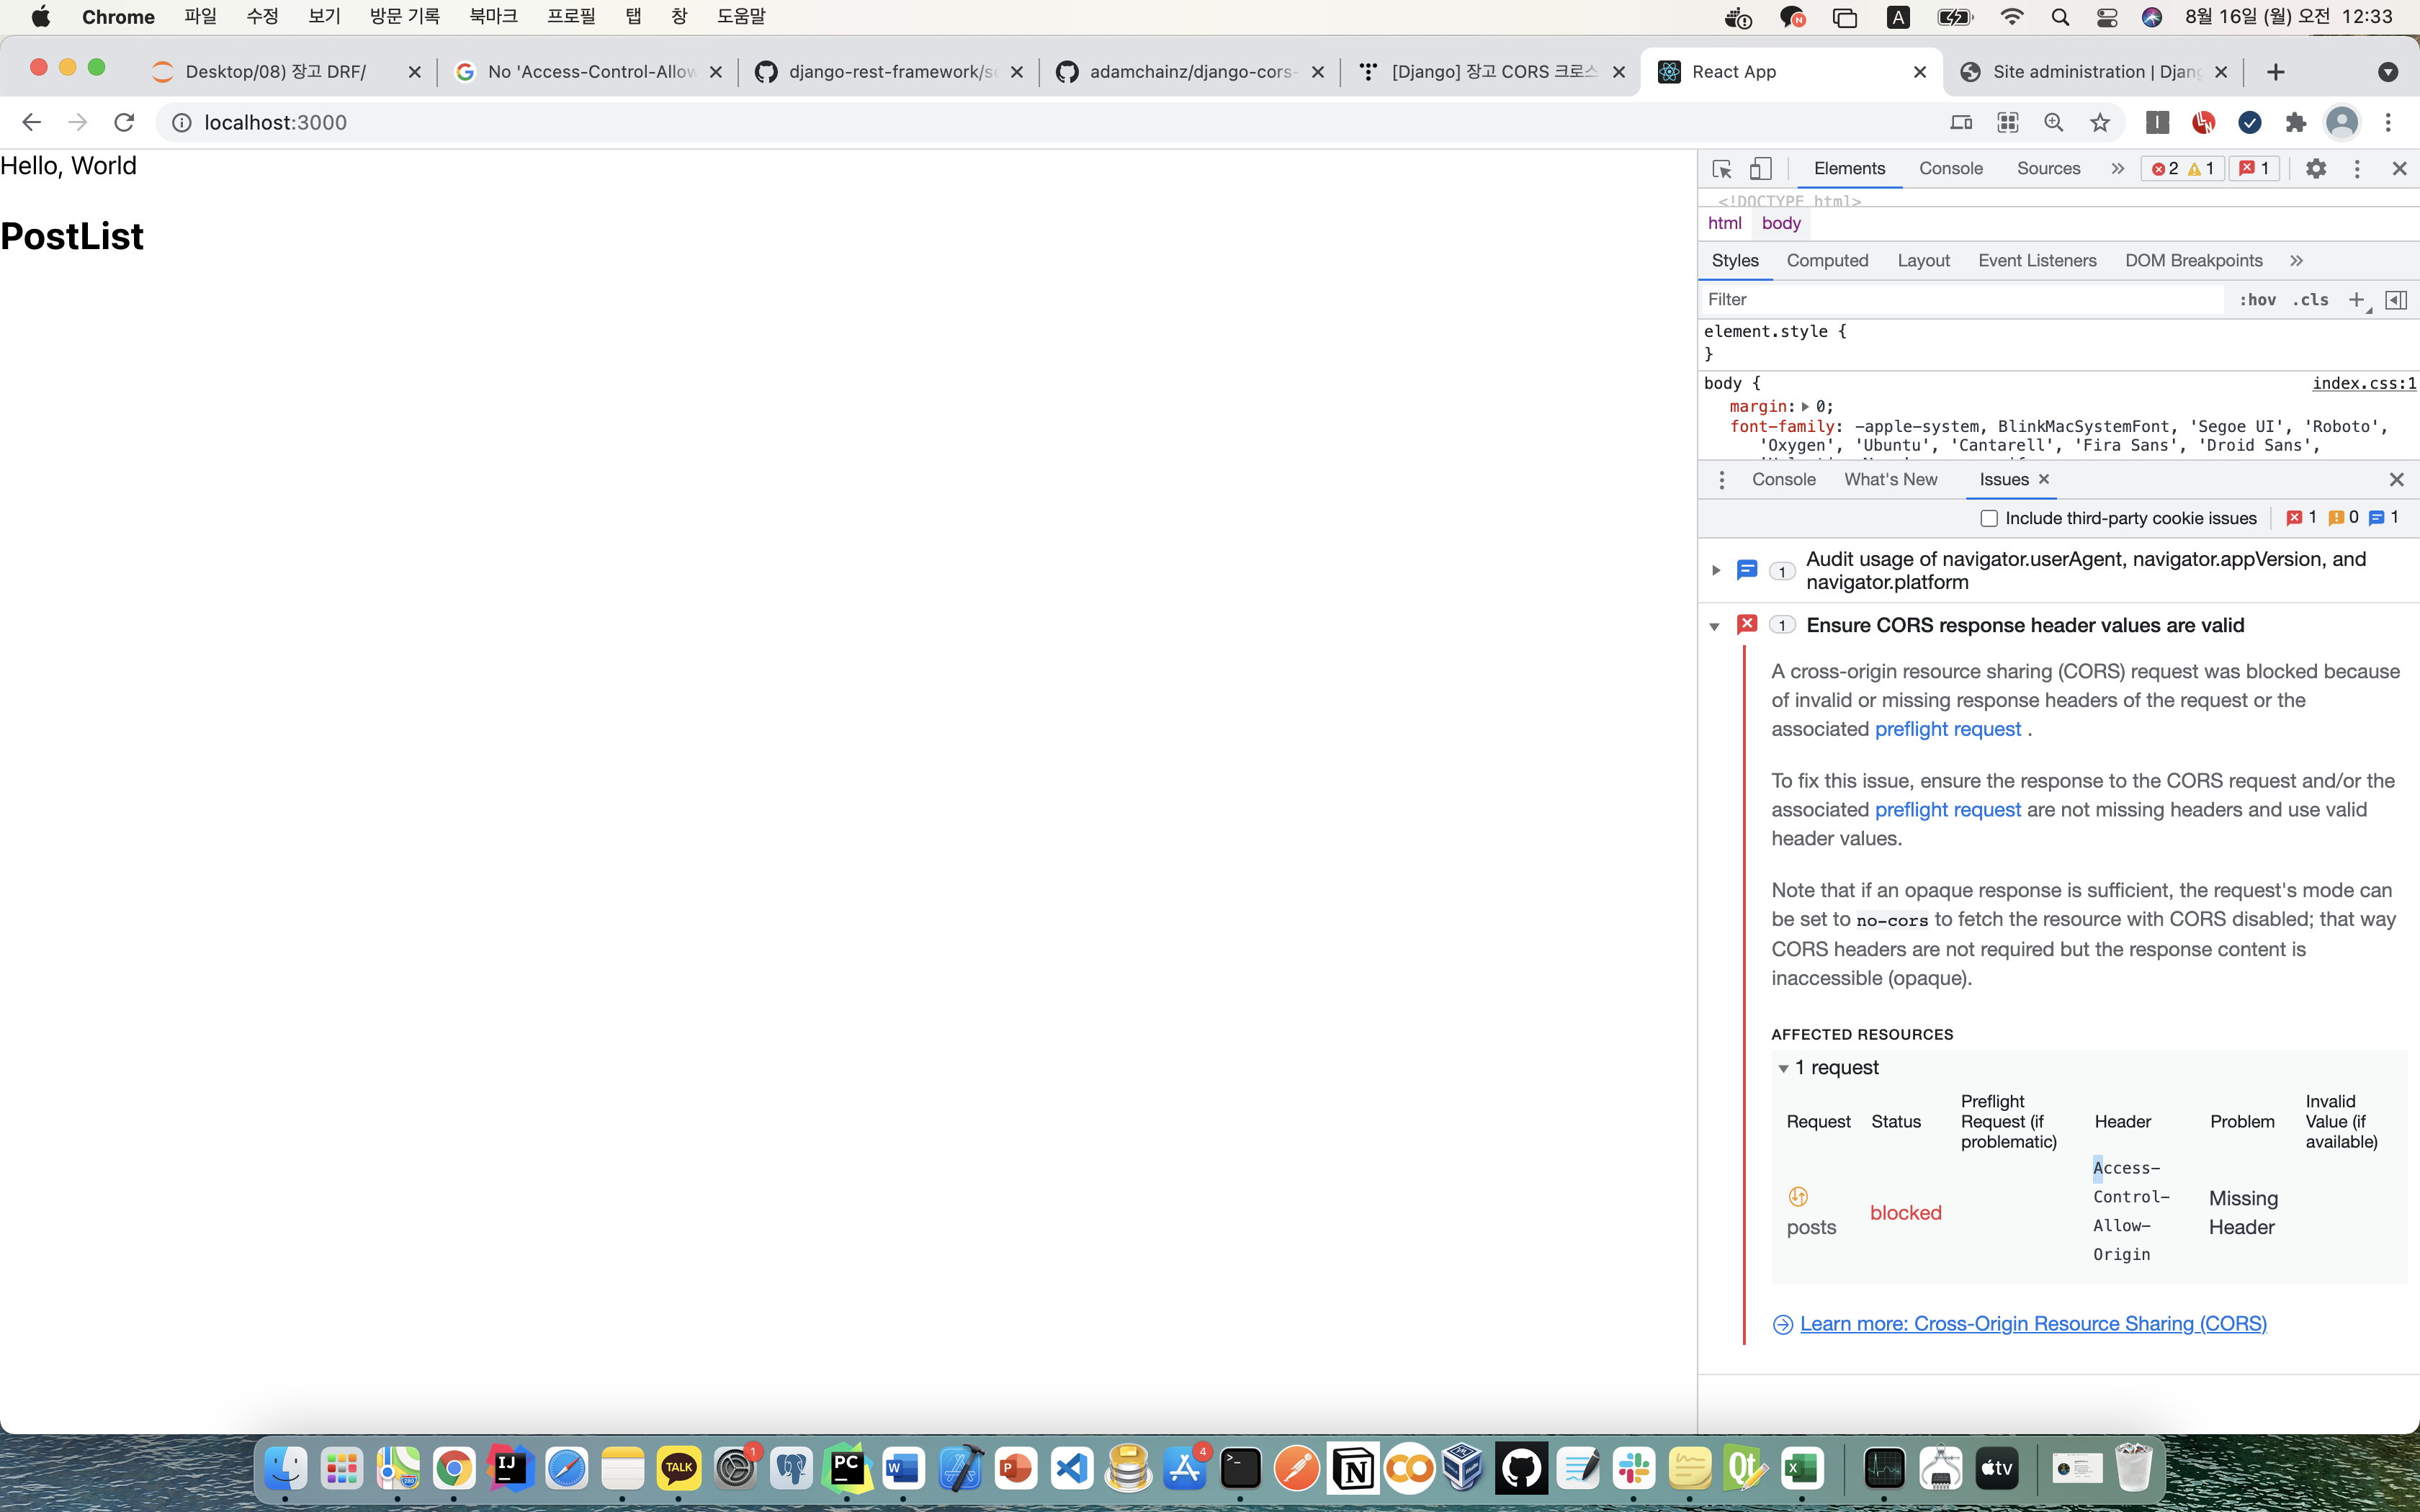 Chrome 파일 수정 보기 방문 기록 북마크 프로필 탭 창 도움말 A 8월 16일 (월) 오전 12:33
Desktop/08) 장고 DRF/ No 'Access-Control-Allow django-rest-framework/se adamchainz/django-cors- [Django] 장고 CORS 크로스 React App Site administration | Djang
localhost:3000
Hello, World
PostList
Elements Console Sources 2 1 1
<!DOCTYPE html>
html body
Styles Computed Layout Event Listeners DOM Breakpoints
Filter :hov .cls
element.style {
}
body { index.css:1
margin: 0;
font-family: -apple-system, BlinkMacSystemFont, 'Segoe UI', 'Roboto',
'Oxygen', 'Ubuntu', 'Cantarell', 'Fira Sans', 'Droid Sans',
Console What's New Issues
Include third-party cookie issues 1 0 1
1 Audit usage of navigator.userAgent, navigator.appVersion, and
navigator.platform
1 Ensure CORS response header values are valid
A cross-origin resource sharing (CORS) request was blocked because
of invalid or missing response headers of the request or the
associated preflight request .
To fix this issue, ensure the response to the CORS request and/or the
associated preflight request are not missing headers and use valid
header values.
Note that if an opaque response is sufficient, the request's mode can
be set to no-cors to fetch the resource with CORS disabled; that way
CORS headers are not required but the response content is
inaccessible (opaque).
AFFECTED RESOURCES
1 request
Request Status Preflight Request (if problematic) Header Problem Invalid Value (if available)
posts blocked Access-Control-Allow-Origin Missing Header
Learn more: Cross-Origin Resource Sharing (CORS)
IJ TALK 1 PC W P 4 >_ N Qt X tv